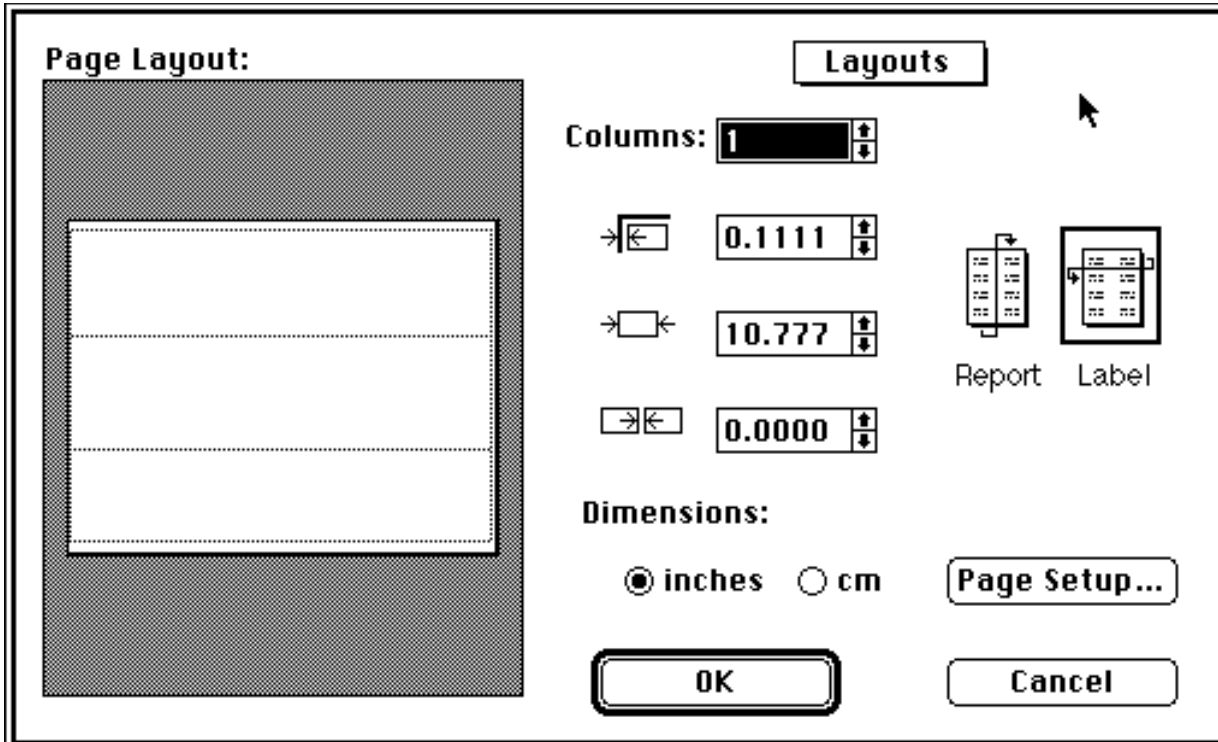 Page Layout:
Layouts
Columns: 1
0.1111
10.777
0.0000
Report Label
Dimensions:
inches cm
Page Setup...
OK
Cancel